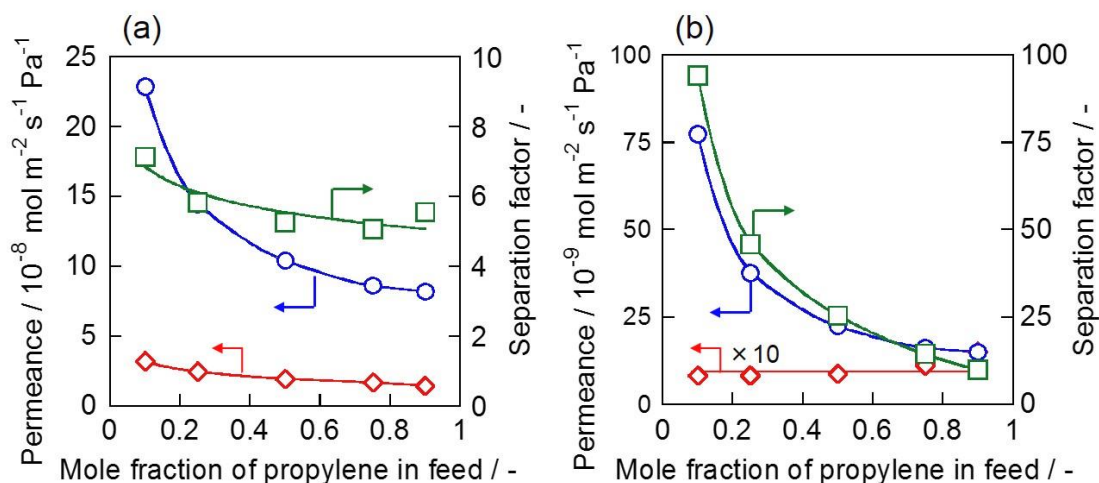 (a)
Permeance / 10⁻⁸ mol m⁻² s⁻¹ Pa⁻¹
25
20
15
10
5
0
10
8
6
4
2
0
Separation factor / -
0 0.2 0.4 0.6 0.8 1
Mole fraction of propylene in feed / -
(b)
Permeance / 10⁻⁹ mol m⁻² s⁻¹ Pa⁻¹
100
75
50
25
0
100
75
50
25
0
Separation factor / -
×10
0 0.2 0.4 0.6 0.8 1
Mole fraction of propylene in feed / -